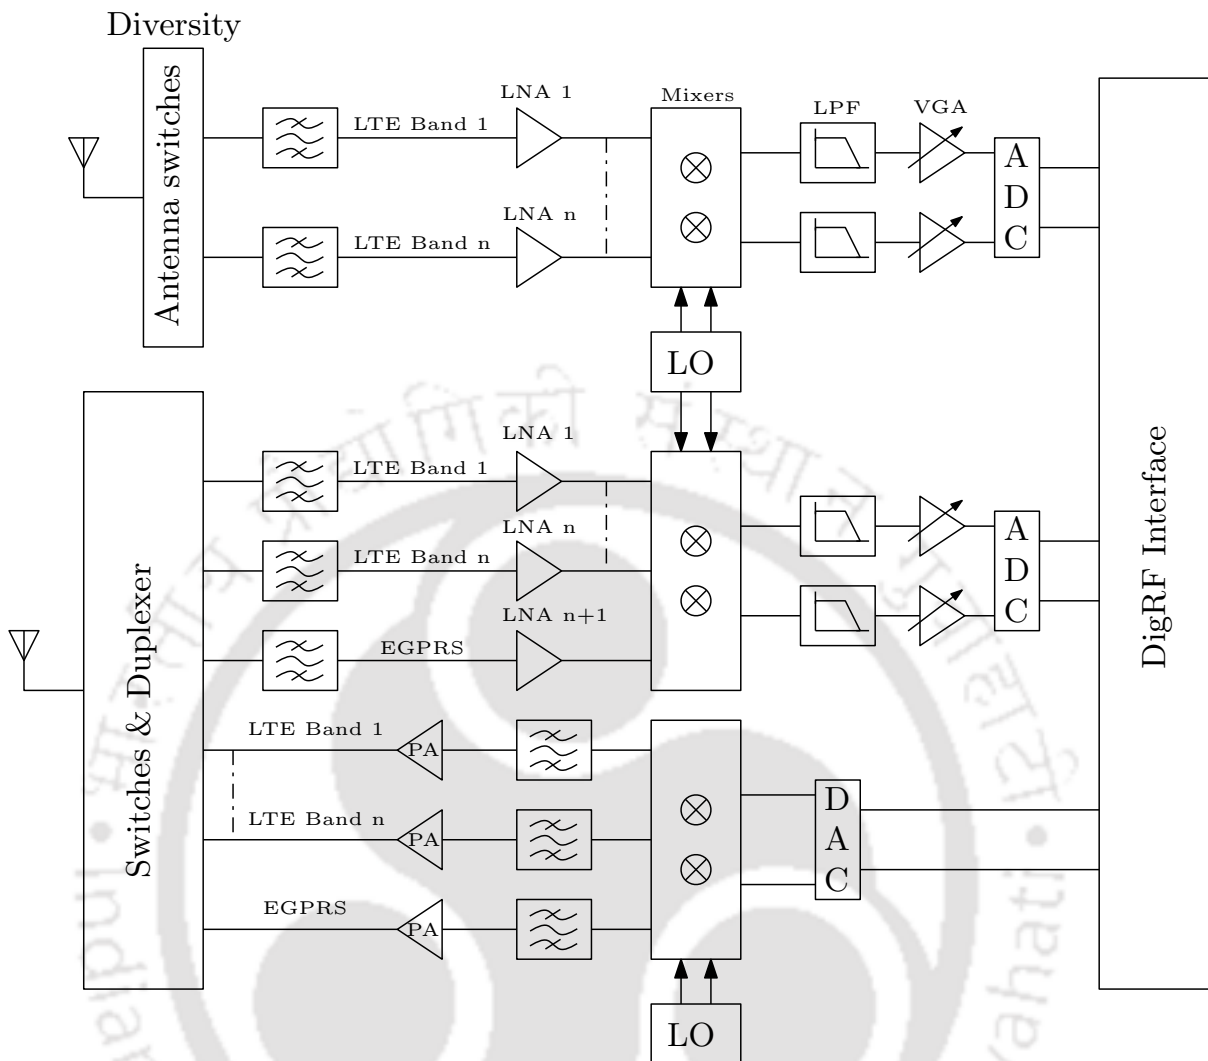 Diversity
Antenna switches
LTE Band 1
LNA 1
Mixers
LPF
VGA
A
D
C
LTE Band n
LNA n
LO
DigRF Interface
Switches & Duplexer
LTE Band 1
LNA 1
LTE Band n
LNA n
EGPRS
LNA n+1
A
D
C
LTE Band 1
PA
LTE Band n
PA
EGPRS
PA
D
A
C
LO